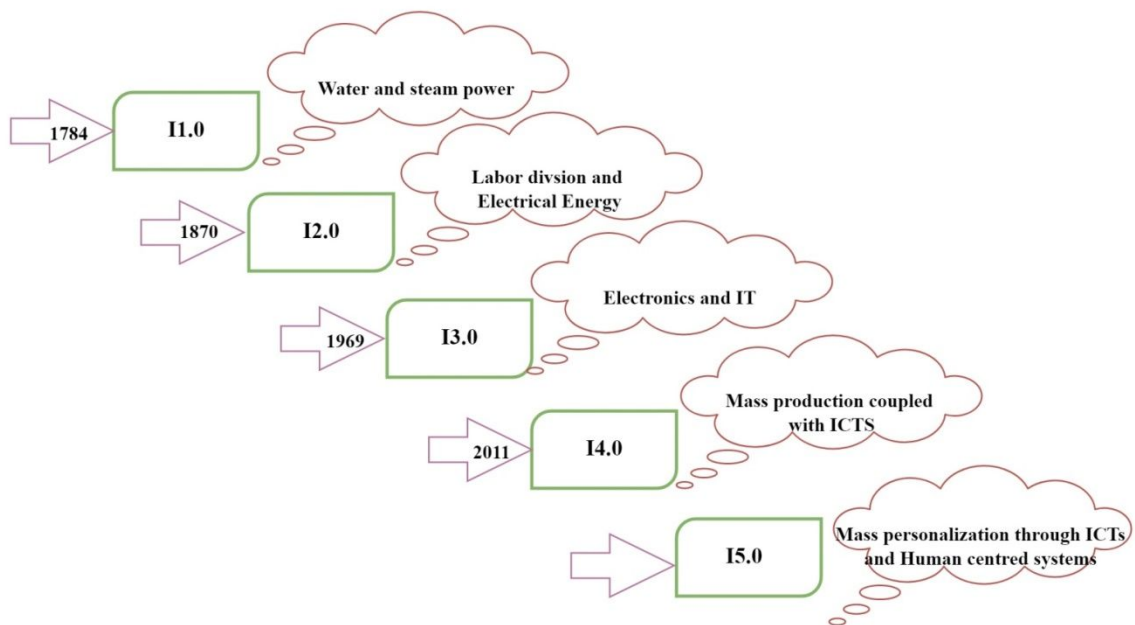 Water and steam power
1784
I1.0
Labor divsion and
Electrical Energy
1870
I2.0
Electronics and IT
1969
I3.0
Mass production coupled
with ICTS
2011
I4.0
Mass personalization through ICTs
and Human centred systems
I5.0